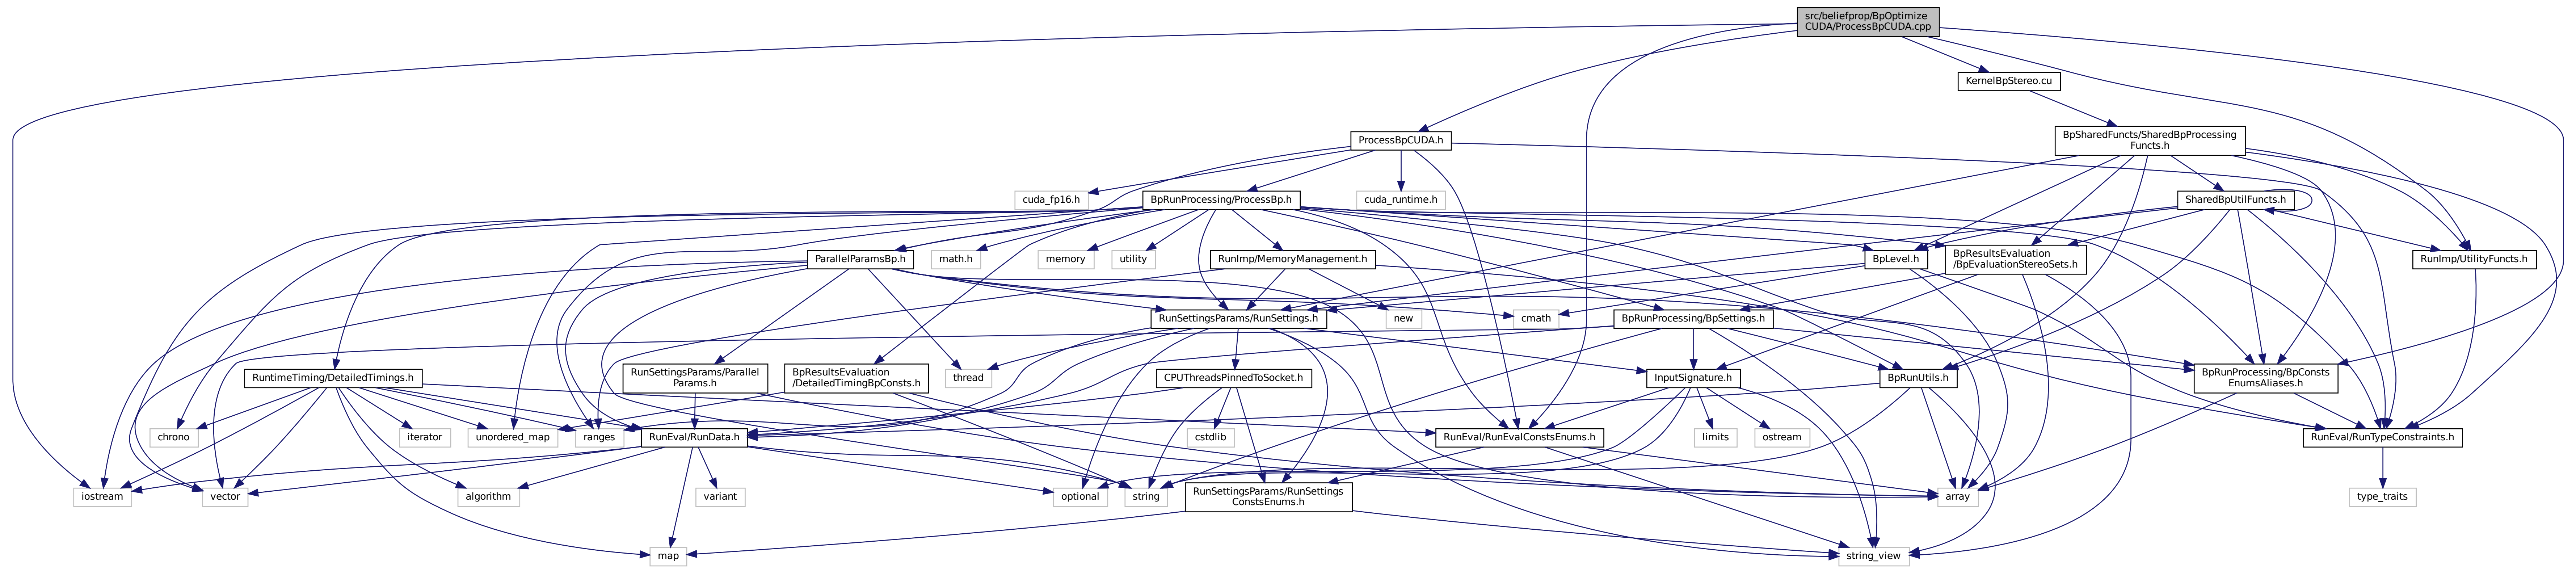 src/beliefprop/BpOptimize
CUDA/ProcessBpCUDA.cpp
KernelBpStereo.cu
ProcessBpCUDA.h
BpSharedFuncts/SharedBpProcessing
Functs.h
cuda_fp16.h
BpRunProcessing/ProcessBp.h
cuda_runtime.h
SharedBpUtilFuncts.h
ParallelParamsBp.h
math.h
memory
utility
RunImp/MemoryManagement.h
BpLevel.h
BpResultsEvaluation
/BpEvaluationStereoSets.h
RunImp/UtilityFuncts.h
RunSettingsParams/RunSettings.h
new
cmath
BpRunProcessing/BpSettings.h
RuntimeTiming/DetailedTimings.h
RunSettingsParams/Parallel
Params.h
BpResultsEvaluation
/DetailedTimingBpConsts.h
thread
CPUThreadsPinnedToSocket.h
InputSignature.h
BpRunUtils.h
BpRunProcessing/BpConsts
EnumsAliases.h
chrono
iterator
unordered_map
ranges
RunEval/RunData.h
cstdlib
RunEval/RunEvalConstsEnums.h
limits
ostream
RunEval/RunTypeConstraints.h
iostream
vector
algorithm
variant
optional
string
RunSettingsParams/RunSettings
ConstsEnums.h
array
type_traits
map
string_view